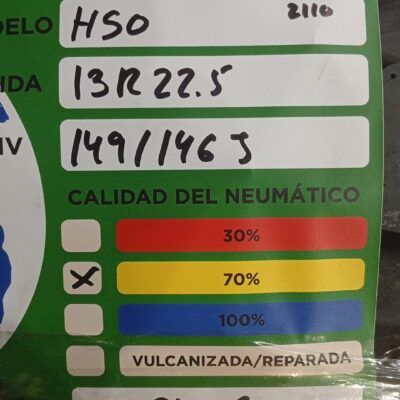 DELO HSO 2110
IDA 13R22.5
IV 149/146J
CALIDAD DEL NEUMÁTICO
30%
X 70%
100%
VULCANIZADA/REPARADA